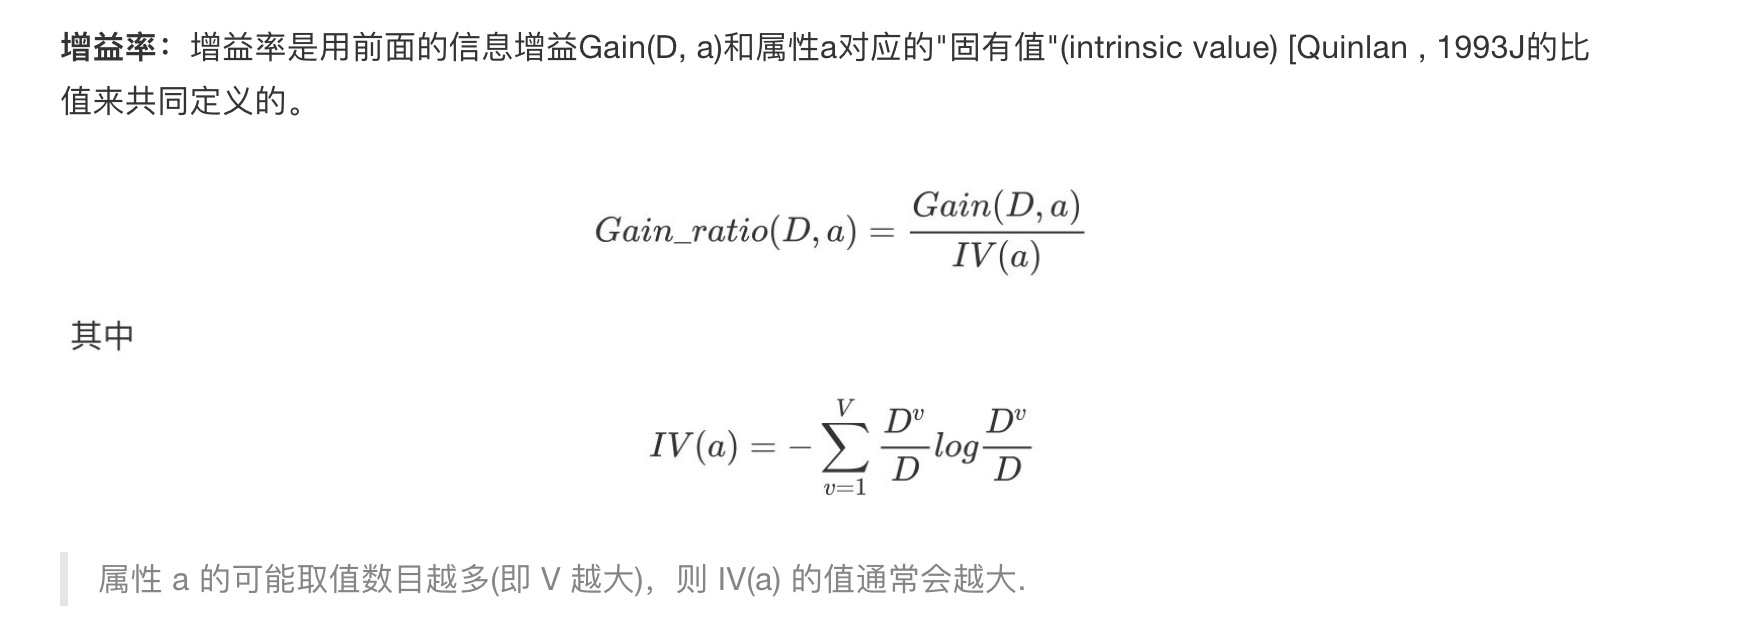 增益率：增益率是用前面的信息增益Gain(D, a)和属性a对应的"固有值"(intrinsic value) [Quinlan , 1993J的比
值来共同定义的。
Gain_ratio(D, a) = \frac{Gain(D, a)}{IV(a)}
其中
IV(a) = -\sum_{v=1}^{V} \frac{D^v}{D} log \frac{D^v}{D}
属性 a 的可能取值数目越多(即 V 越大)，则 IV(a) 的值通常会越大.